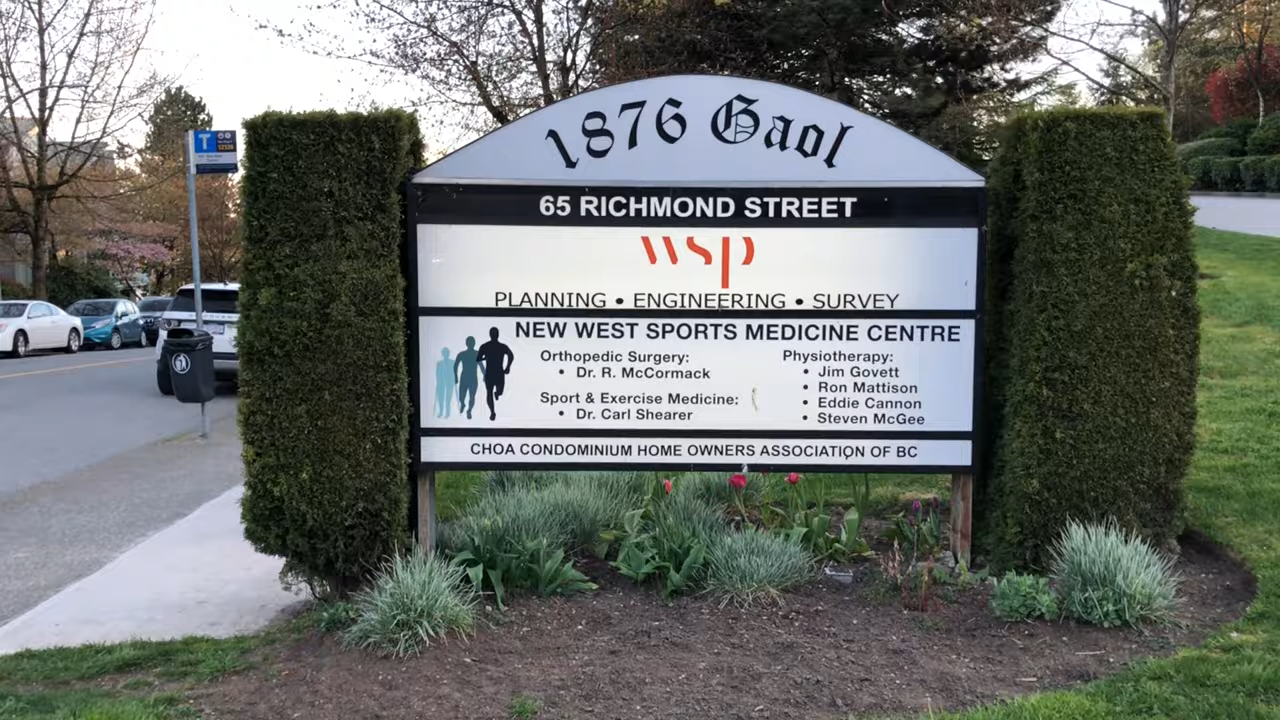 1876 Gaol
65 RICHMOND STREET
wsp
PLANNING • ENGINEERING • SURVEY
NEW WEST SPORTS MEDICINE CENTRE
Orthopedic Surgery:
• Dr. R. McCormack
Sport & Exercise Medicine:
• Dr. Carl Shearer
Physiotherapy:
• Jim Govett
• Ron Mattison
• Eddie Cannon
• Steven McGee
CHOA CONDOMINIUM HOME OWNERS ASSOCIATION OF BC
T